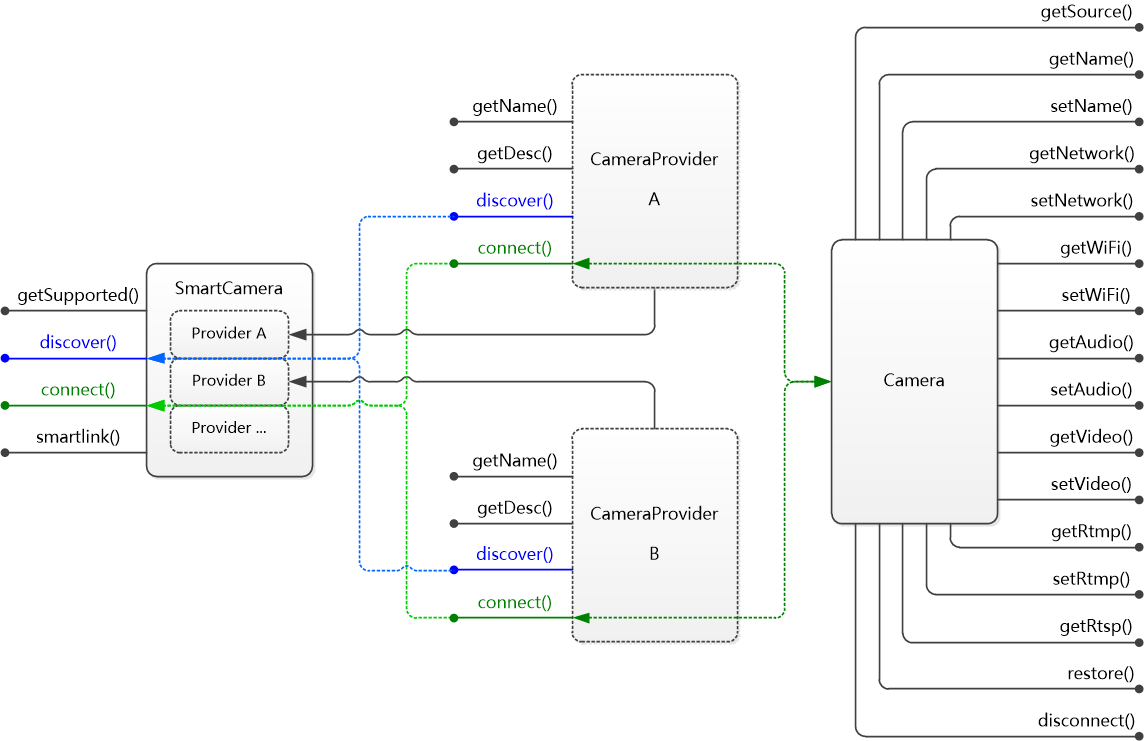 getSupported()
discover()
connect()
smartlink()
SmartCamera
Provider A
Provider B
Provider ...
getName()
getDesc()
discover()
connect()
CameraProvider
A
getName()
getDesc()
discover()
connect()
CameraProvider
B
Camera
getSource()
getName()
setName()
getNetwork()
setNetwork()
getWiFi()
setWiFi()
getAudio()
setAudio()
getVideo()
setVideo()
getRtmp()
setRtmp()
getRtsp()
restore()
disconnect()